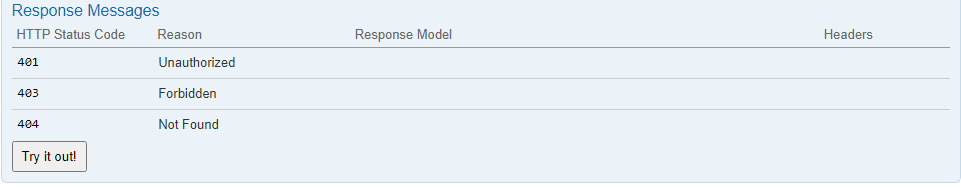 Response Messages
HTTP Status Code Reason Response Model Headers
401 Unauthorized
403 Forbidden
404 Not Found
Try it out!